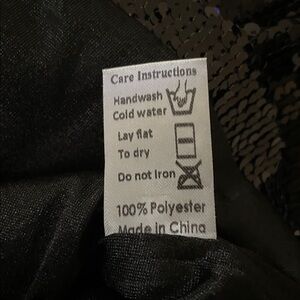 Care Instructions
Handwash
Cold water
Lay flat
To dry
Do not Iron
100% Polyester
Made in China